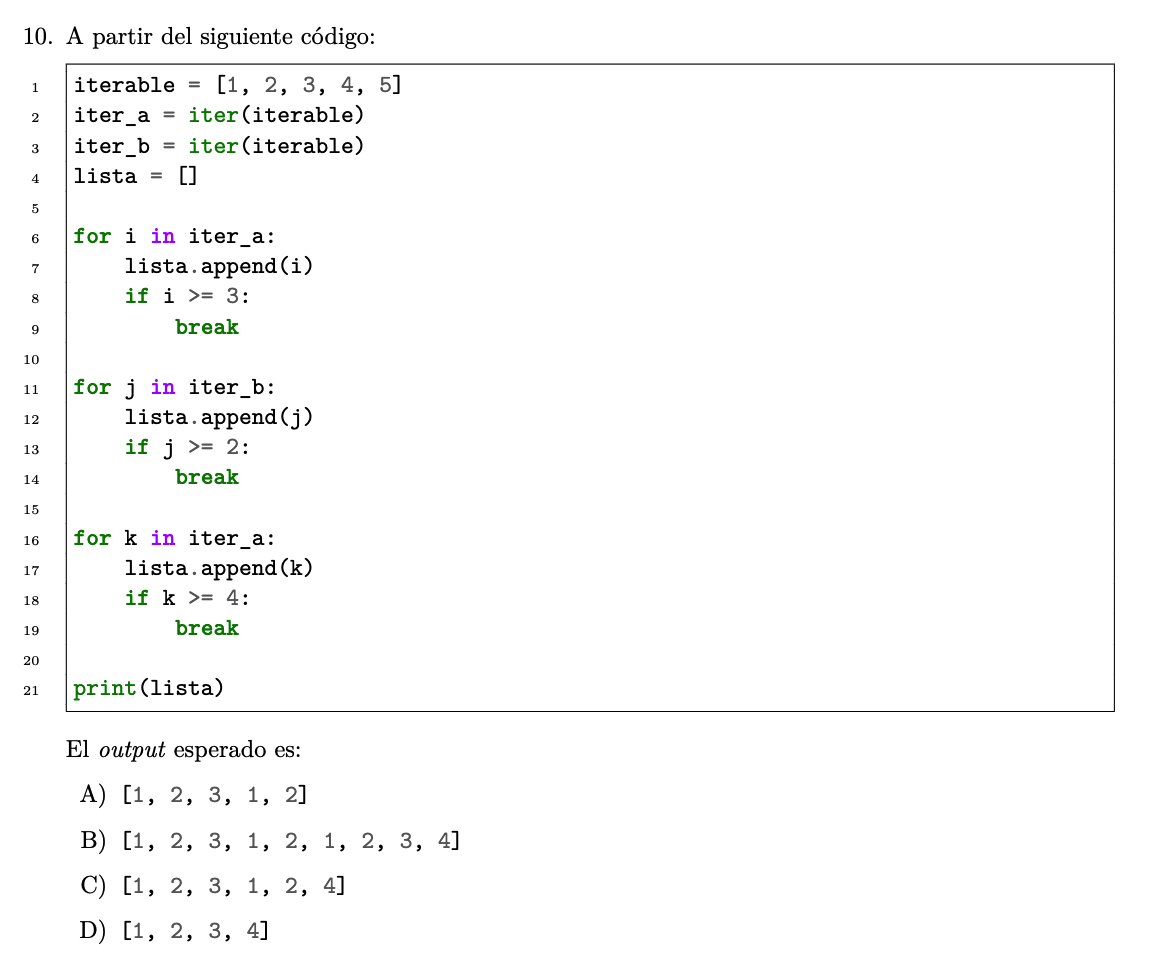 10. A partir del siguiente código:
1 iterable = [1, 2, 3, 4, 5]
2 iter_a = iter(iterable)
3 iter_b = iter(iterable)
4 lista = []
5
6 for i in iter_a:
7     lista.append(i)
8     if i >= 3:
9         break
10
11 for j in iter_b:
12     lista.append(j)
13     if j >= 2:
14         break
15
16 for k in iter_a:
17     lista.append(k)
18     if k >= 4:
19         break
20
21 print(lista)
El output esperado es:
A) [1, 2, 3, 1, 2]
B) [1, 2, 3, 1, 2, 1, 2, 3, 4]
C) [1, 2, 3, 1, 2, 4]
D) [1, 2, 3, 4]